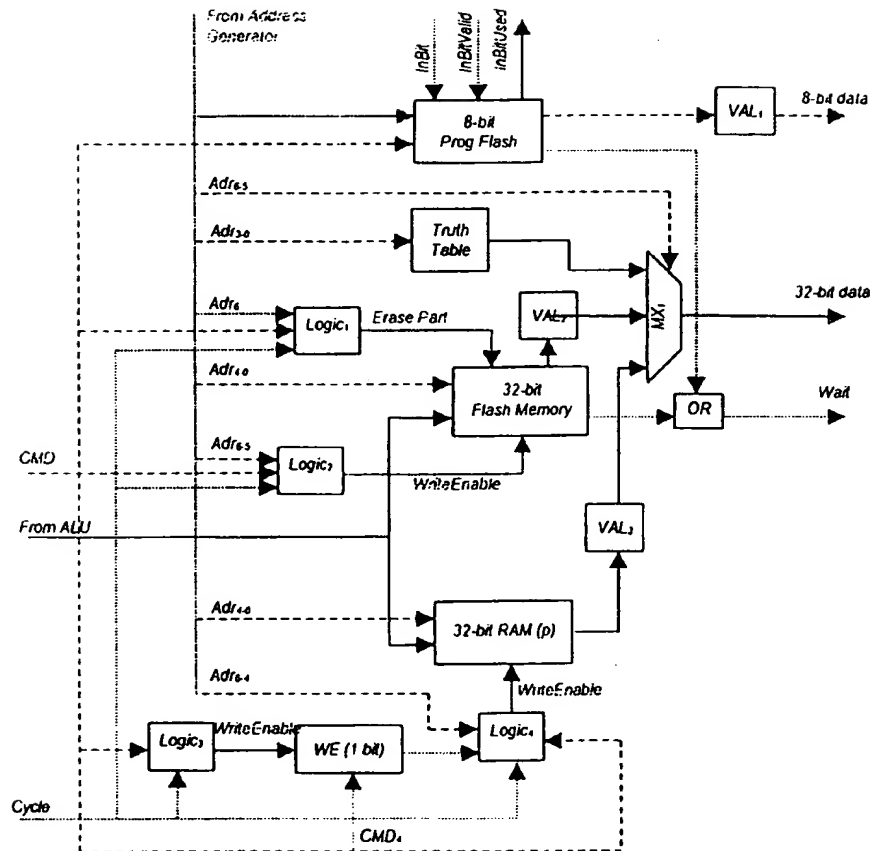 From Address
Generator
InBit
InBitValid
inBitUsed
8-bit
Prog Flash
VAL₁
8-bit data
Adr₆₋₅
Adr₃₋₀
Truth
Table
MX₁
32-bit data
Adr₆
Logic₁
Erase Part
VAL₂
Adr₄₋₀
32-bit
Flash Memory
OR
Wait
Adr₆₋₅
CMD
Logic₂
WriteEnable
From ALU
VAL₃
Adr₄₋₀
32-bit RAM (p)
Adr₆₋₄
WriteEnable
Logic₃
WriteEnable
WE (1 bit)
Logic₄
Cycle
CMD₄